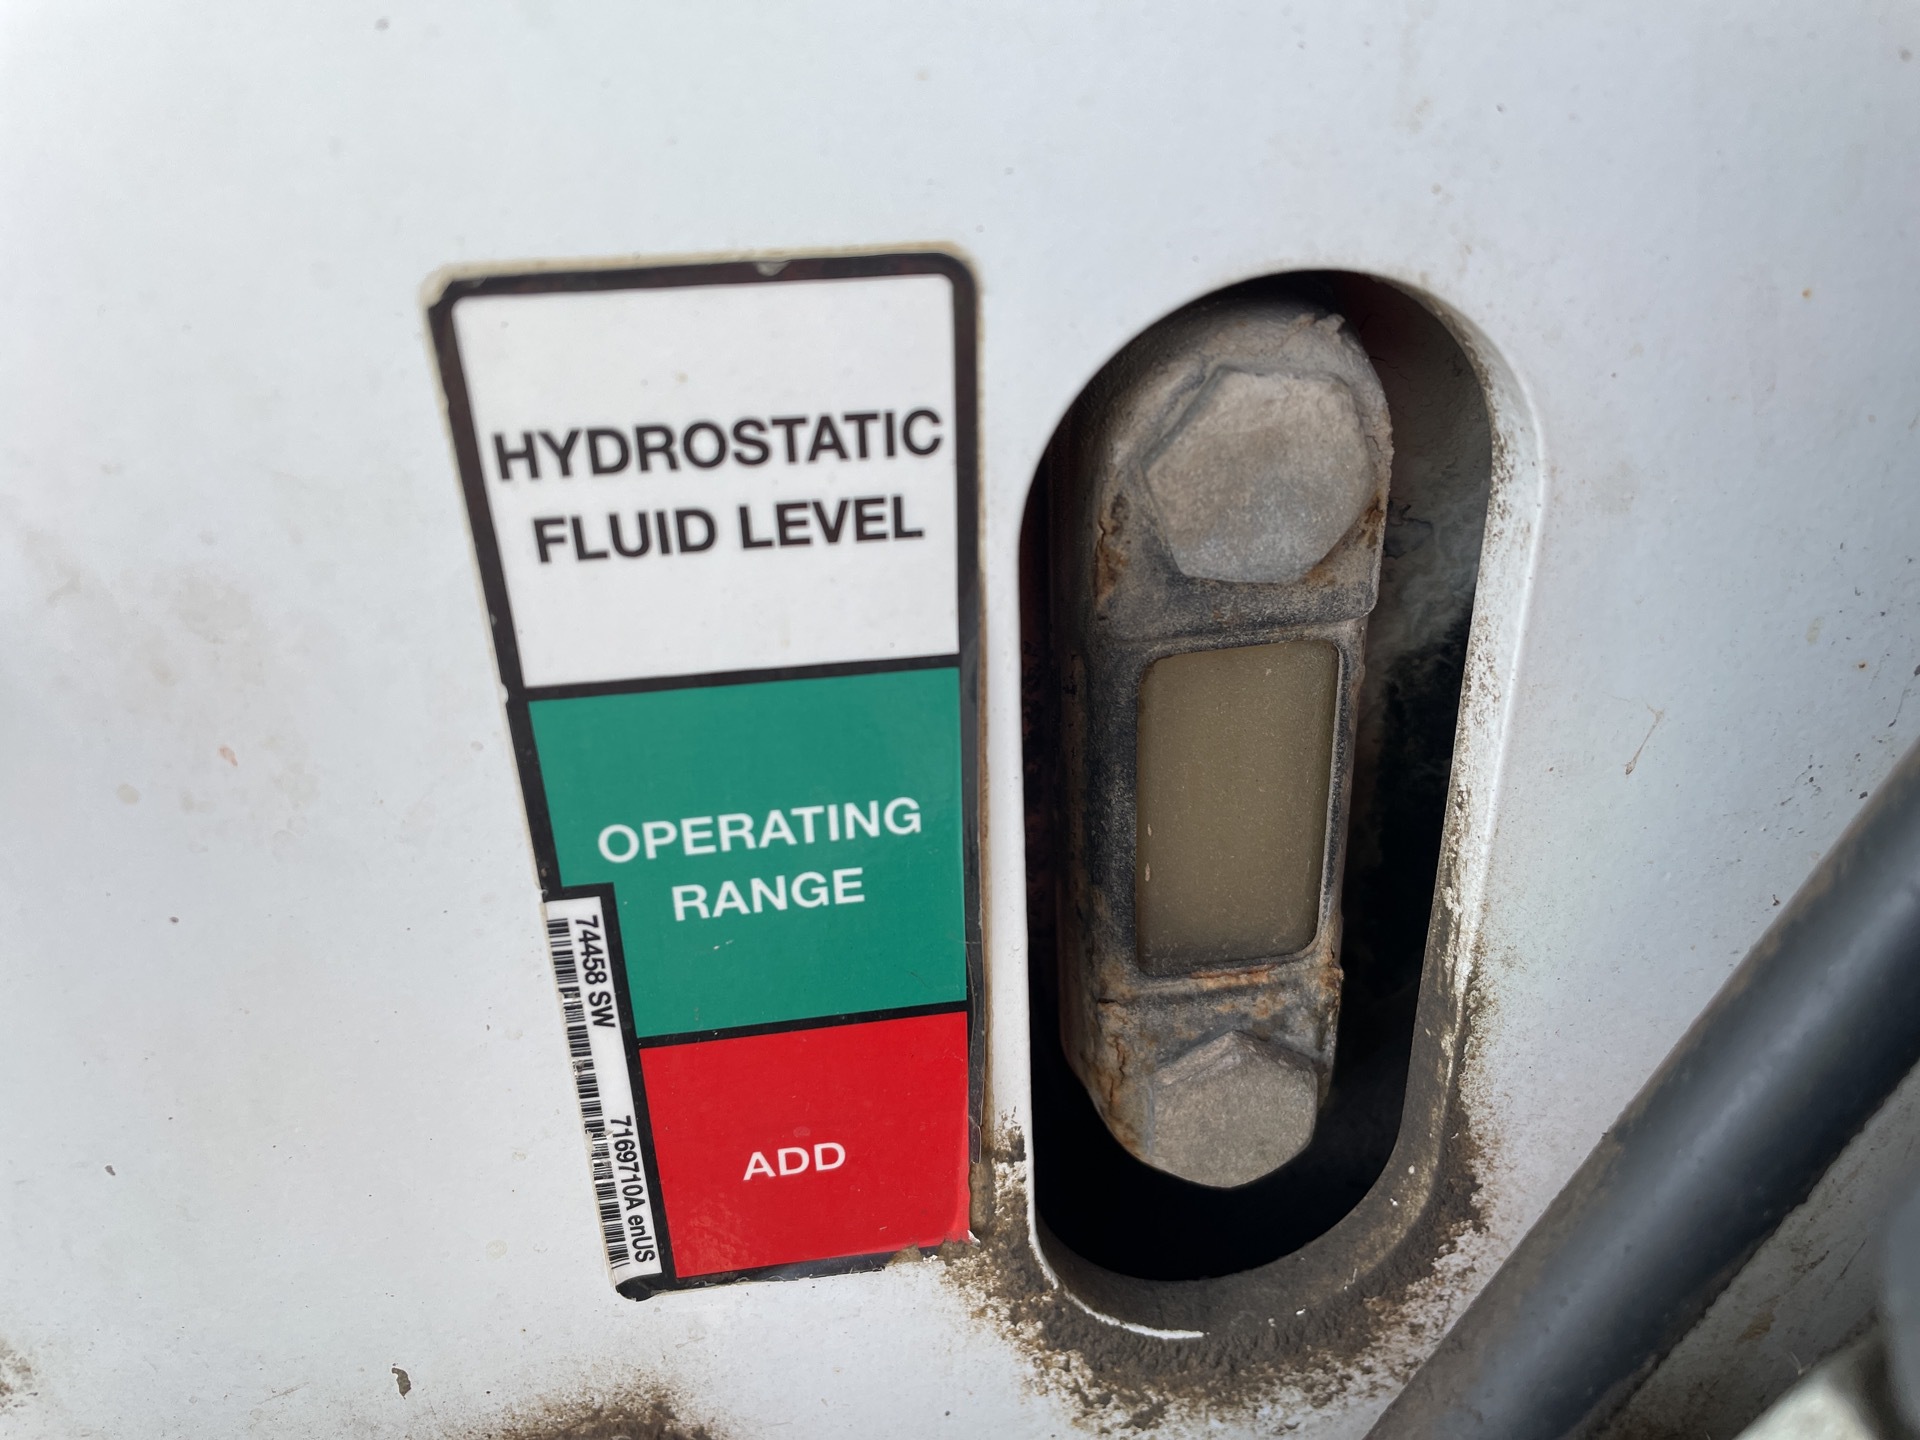 HYDROSTATIC
FLUID LEVEL
OPERATING
RANGE
74458 SW
7169710A enUS
ADD